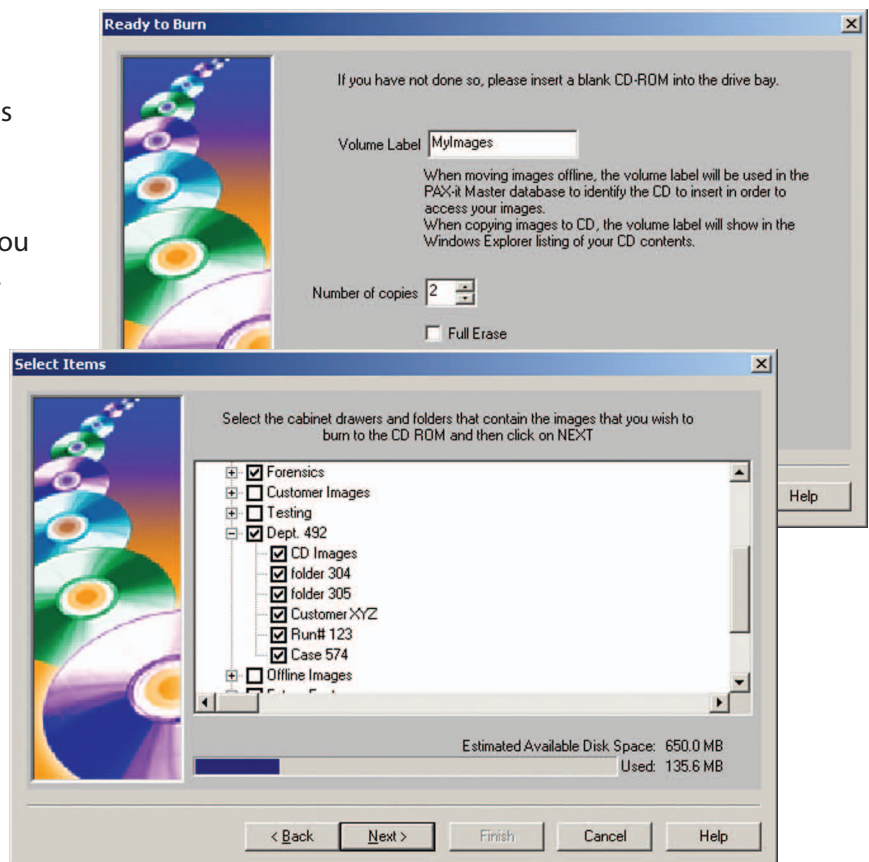 Ready to Burn
s
ou
If you have not done so, please insert a blank CD-ROM into the drive bay.
Volume Label MyImages
When moving images offline, the volume label will be used in the
PAX-it Master database to identify the CD to insert in order to
access your images.
When copying images to CD, the volume label will show in the
Windows Explorer listing of your CD contents.
Number of copies 2
Full Erase
Help
Select Items
Select the cabinet drawers and folders that contain the images that you wish to
burn to the CD ROM and then click on NEXT
Forensics
Customer Images
Testing
Dept. 492
CD Images
folder 304
folder 305
Customer XYZ
Run# 123
Case 574
Offline Images
Estimated Available Disk Space: 650.0 MB
Used: 135.6 MB
< Back Next > Finish Cancel Help